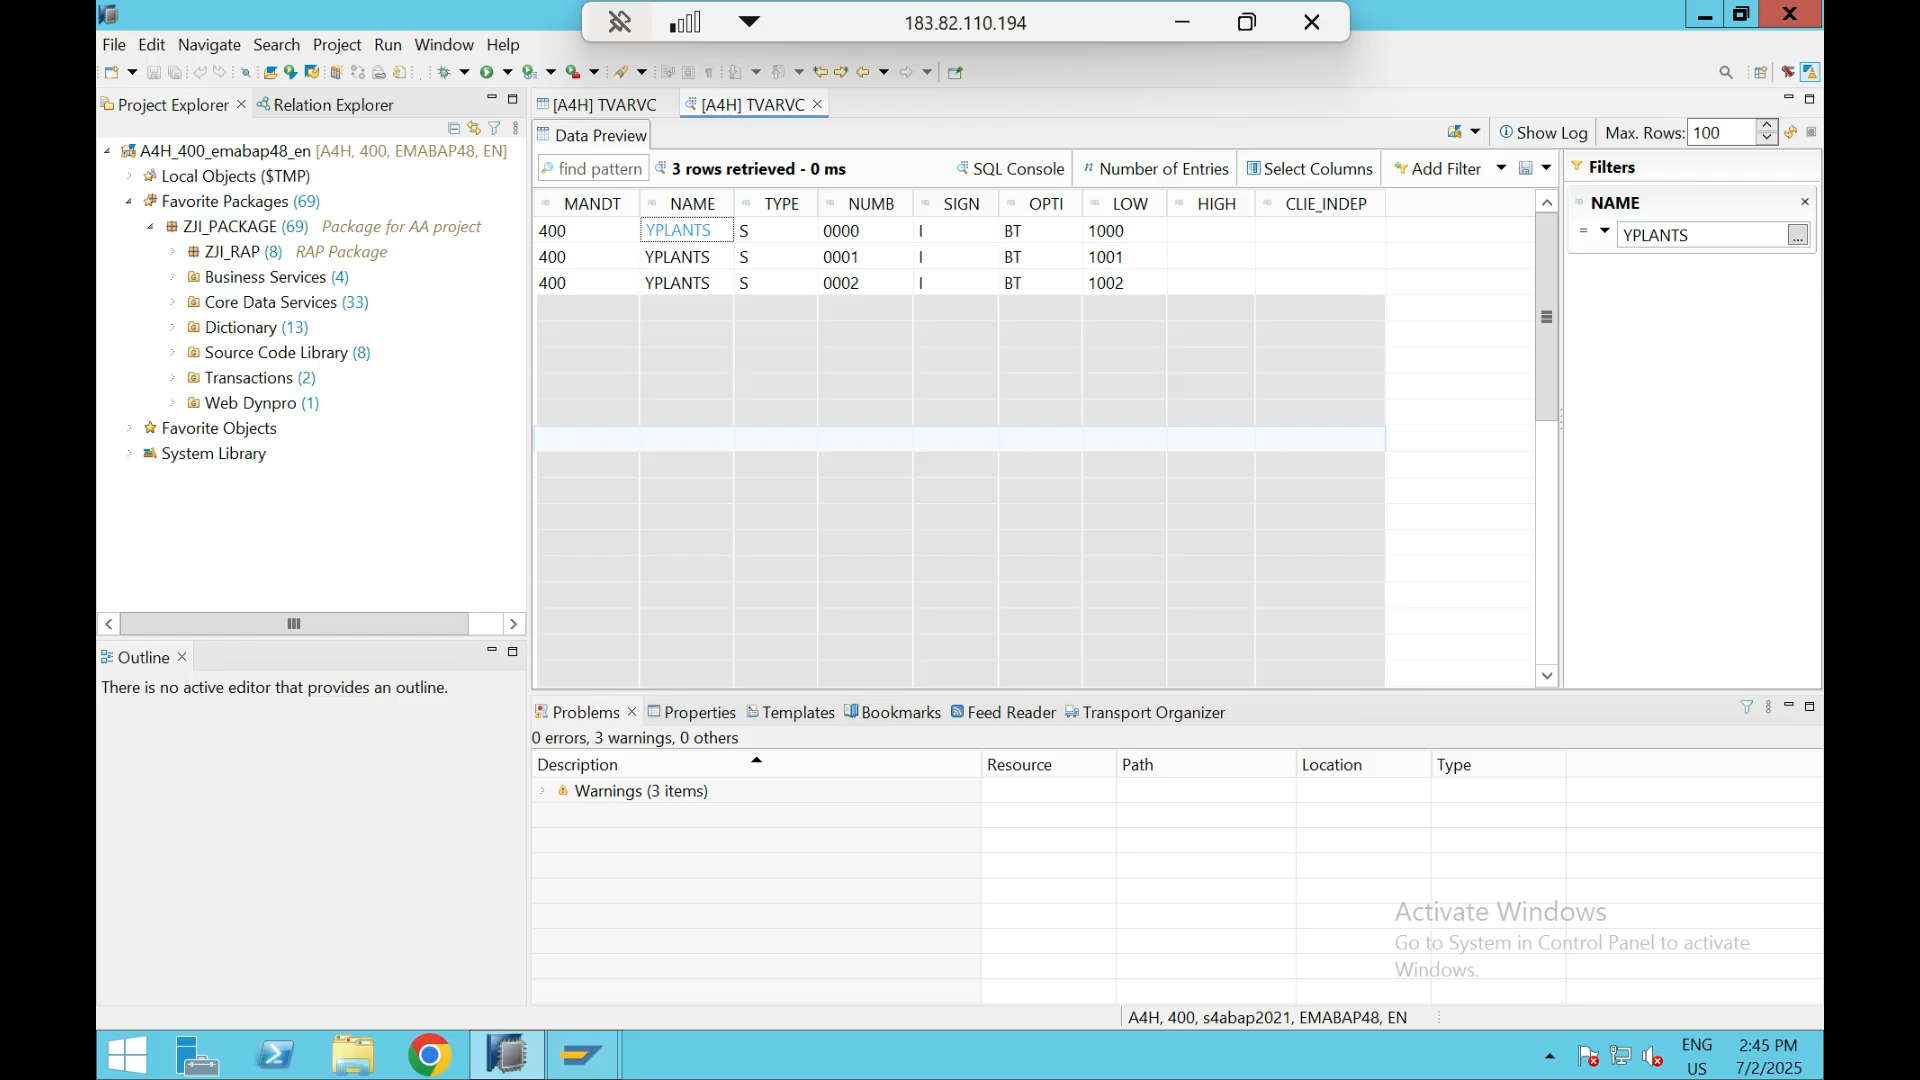 183.82.110.194
File Edit Navigate Search Project Run Window Help
Project Explorer Relation Explorer
A4H_400_emabap48_en [A4H, 400, EMABAP48, EN]
Local Objects ($TMP)
Favorite Packages (69)
ZJI_PACKAGE (69) Package for AA project
ZJI_RAP (8) RAP Package
Business Services (4)
Core Data Services (33)
Dictionary (13)
Source Code Library (8)
Transactions (2)
Web Dynpro (1)
Favorite Objects
System Library
Outline
There is no active editor that provides an outline.
[A4H] TVARVC [A4H] TVARVC
Data Preview Show Log Max. Rows: 100
find pattern 3 rows retrieved - 0 ms SQL Console Number of Entries Select Columns Add Filter
MANDT NAME TYPE NUMB SIGN OPTI LOW HIGH CLIE_INDEP
400 YPLANTS S 0000 I BT 1000
400 YPLANTS S 0001 I BT 1001
400 YPLANTS S 0002 I BT 1002
Filters
NAME
= YPLANTS ...
Problems Properties Templates Bookmarks Feed Reader Transport Organizer
0 errors, 3 warnings, 0 others
Description Resource Path Location Type
Warnings (3 items)
Activate Windows
Go to System in Control Panel to activate
Windows.
A4H, 400, s4abap2021, EMABAP48, EN
ENG
US
2:45 PM
7/2/2025